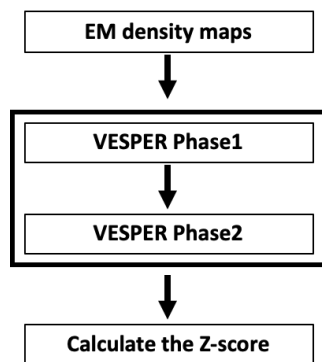 EM density maps
VESPER Phase1
VESPER Phase2
Calculate the Z-score